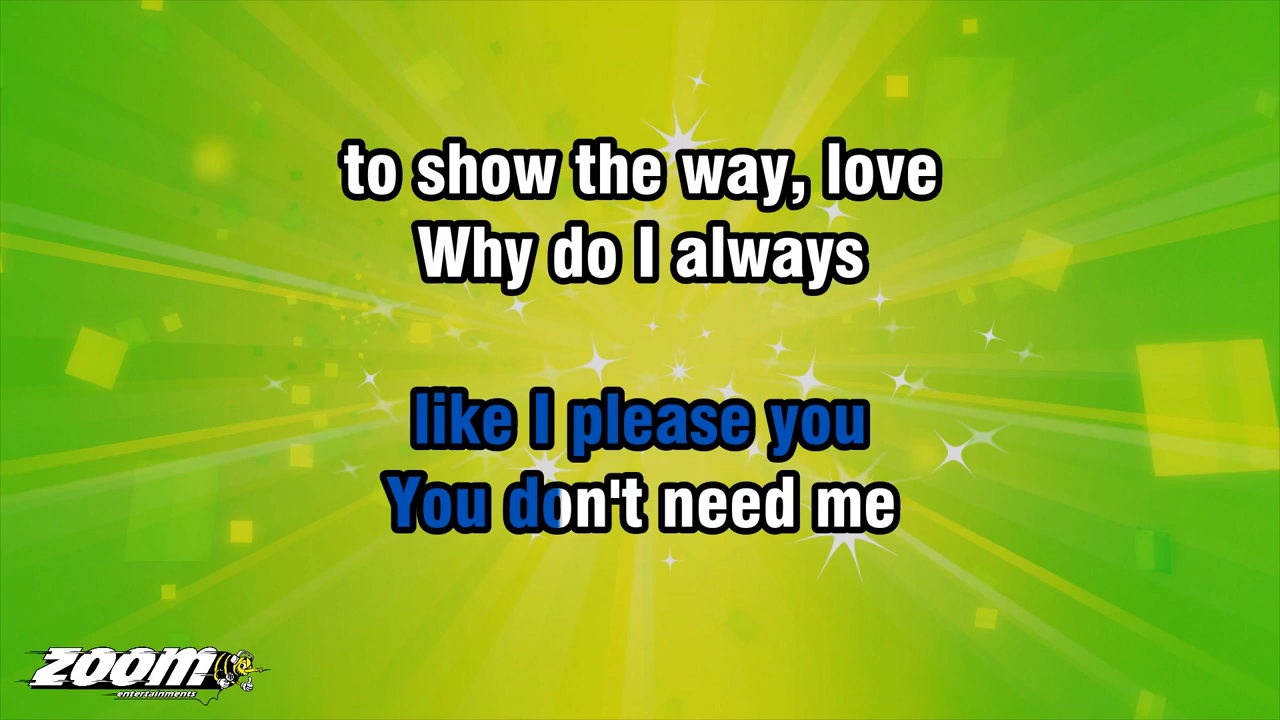 to show the way, love
Why do I always
like I please you
You don't need me
zoom
entertainments